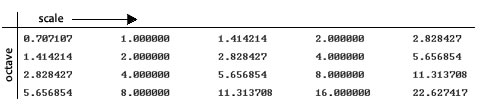 scale
octave
0.707107 1.000000 1.414214 2.000000 2.828427
1.414214 2.000000 2.828427 4.000000 5.656854
2.828427 4.000000 5.656854 8.000000 11.313708
5.656854 8.000000 11.313708 16.000000 22.627417